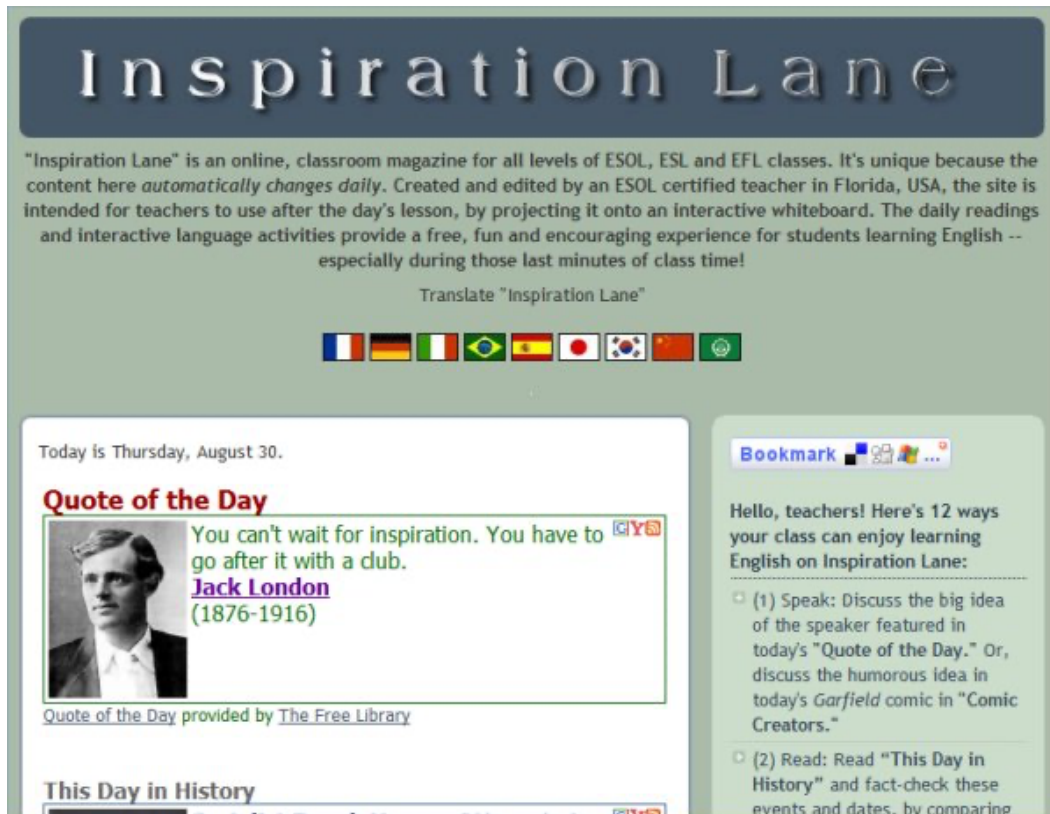 Inspiration Lane
"Inspiration Lane" is an online, classroom magazine for all levels of ESOL, ESL and EFL classes. It's unique because the
content here automatically changes daily. Created and edited by an ESOL certified teacher in Florida, USA, the site is
intended for teachers to use after the day's lesson, by projecting it onto an interactive whiteboard. The daily readings
and interactive language activities provide a free, fun and encouraging experience for students learning English --
especially during those last minutes of class time!
Translate "Inspiration Lane"
Today is Thursday, August 30.
Quote of the Day
You can't wait for inspiration. You have to
go after it with a club.
Jack London
(1876-1916)
Quote of the Day provided by The Free Library
This Day in History
Bookmark ...
Hello, teachers! Here's 12 ways
your class can enjoy learning
English on Inspiration Lane:
(1) Speak: Discuss the big idea
of the speaker featured in
today's "Quote of the Day." Or,
discuss the humorous idea in
today's Garfield comic in "Comic
Creators."
(2) Read: Read “This Day in
History” and fact-check these
events and dates, by comparing